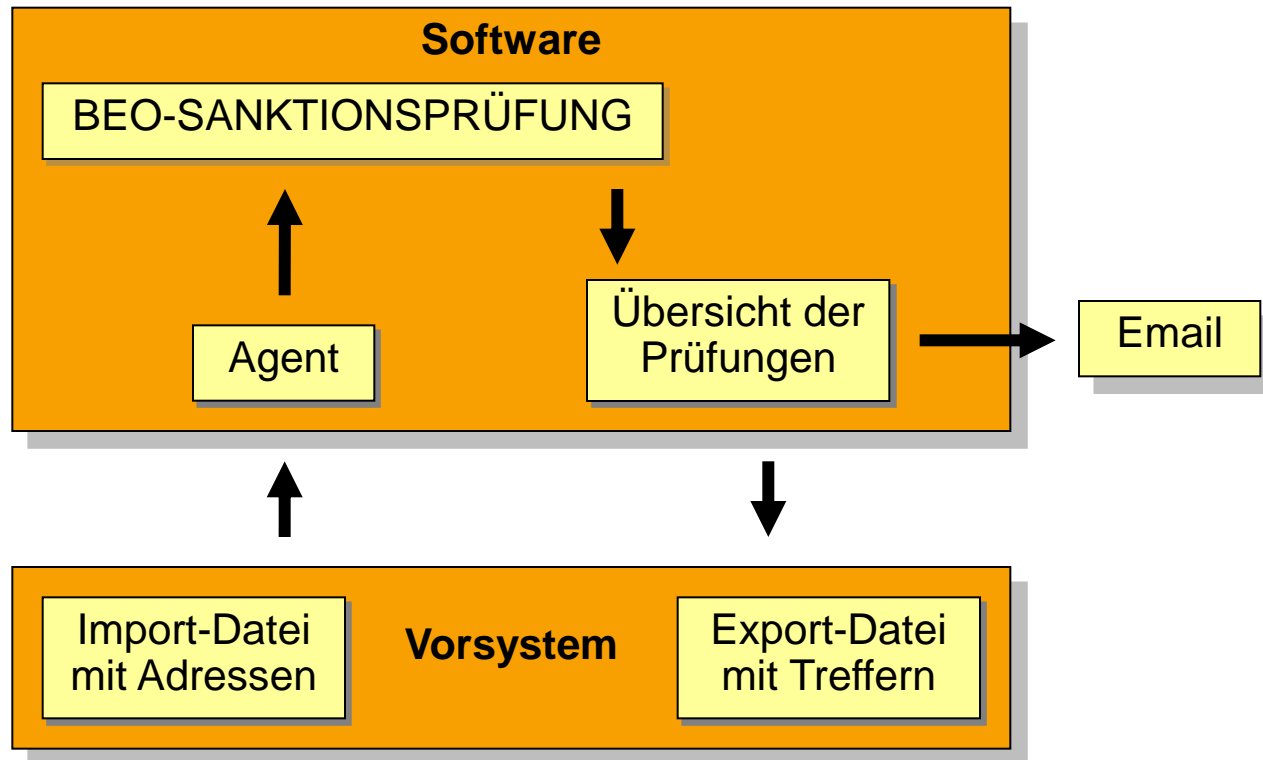 Software
BEO-SANKTIONSPRÜFUNG
Agent
Übersicht der
Prüfungen
Email
Import-Datei
mit Adressen
Vorsystem
Export-Datei
mit Treffern